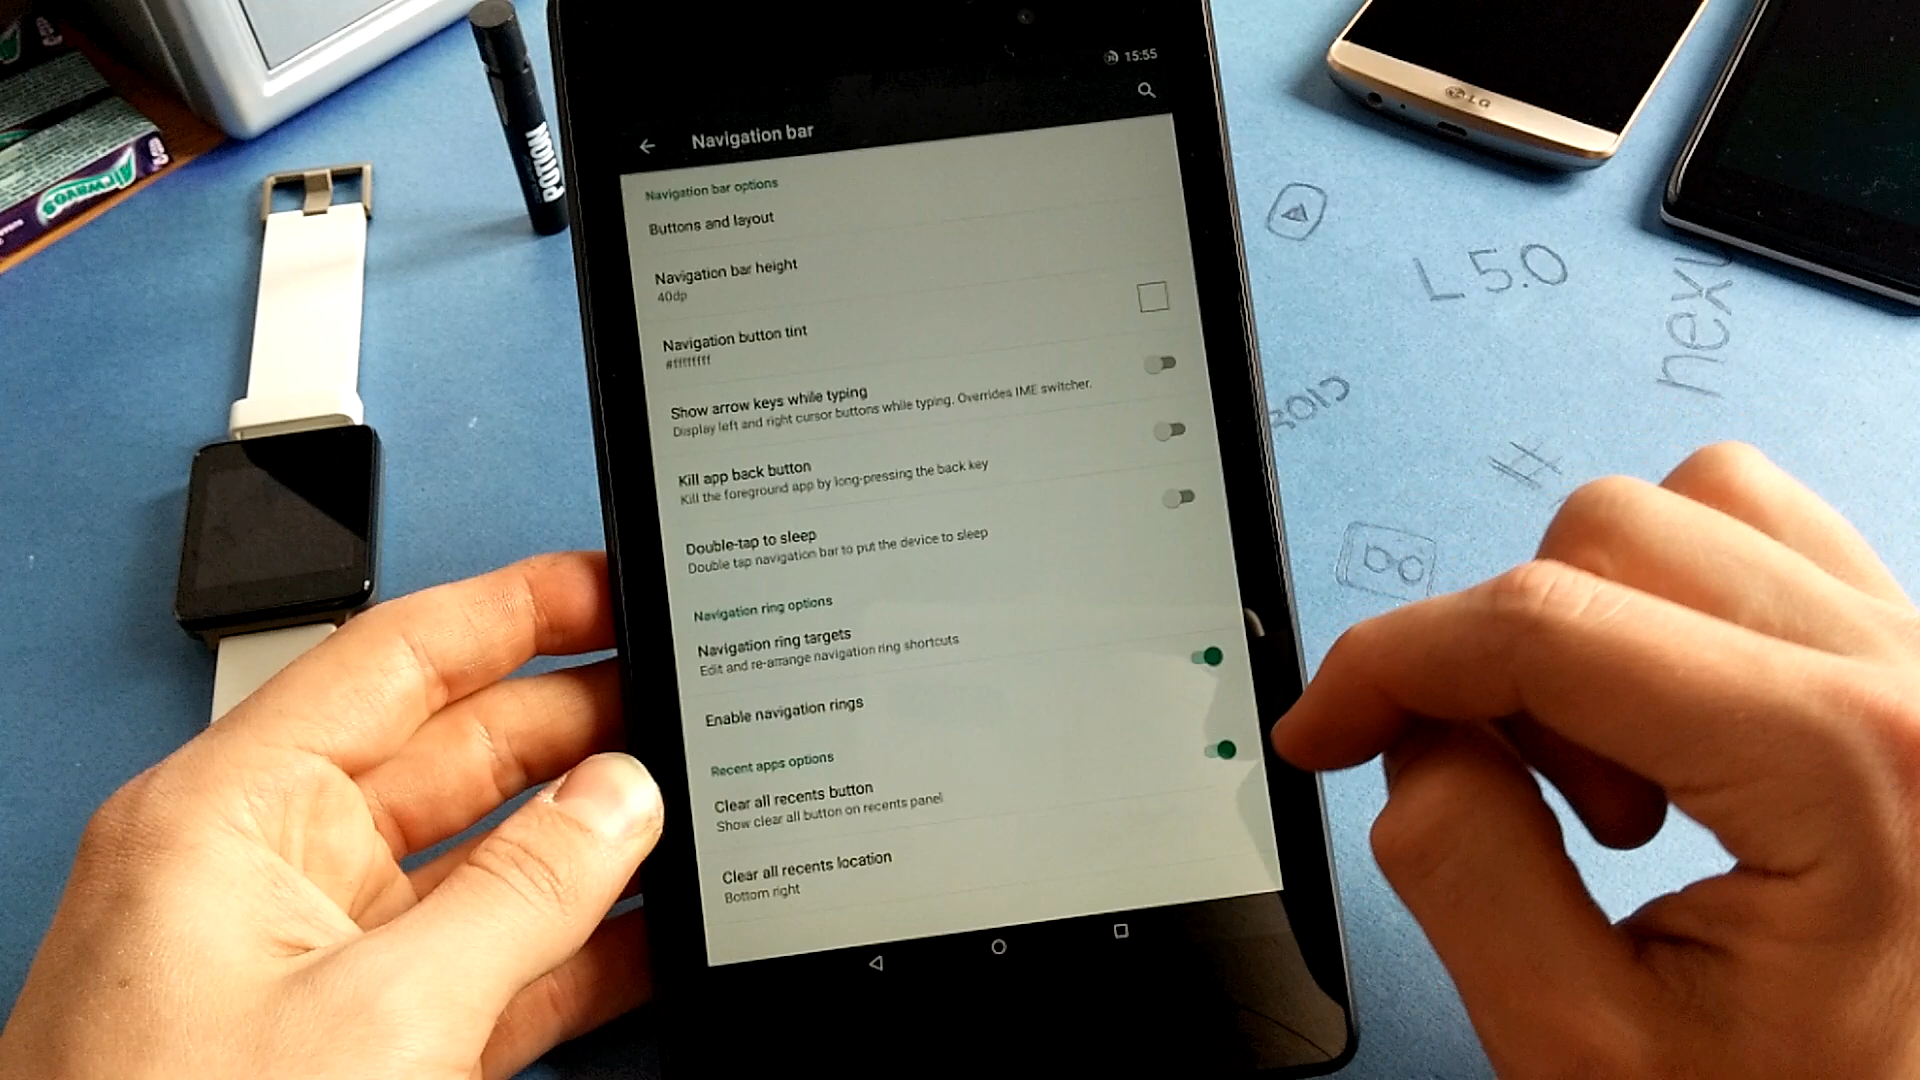 15:55
Navigation bar
Navigation bar options
Buttons and layout
Navigation bar height
40dp
Navigation button tint
#ffffffff
Show arrow keys while typing
Display left and right cursor buttons while typing. Overrides IME switcher.
Kill app back button
Kill the foreground app by long-pressing the back key
Double-tap to sleep
Double tap navigation bar to put the device to sleep
Navigation ring options
Navigation ring targets
Edit and re-arrange navigation ring shortcuts
Enable navigation rings
Recent apps options
Clear all recents button
Show clear all button on recents panel
Clear all recents location
Bottom right
POTION
Airwaves
LG
L 5.0
nexu
#